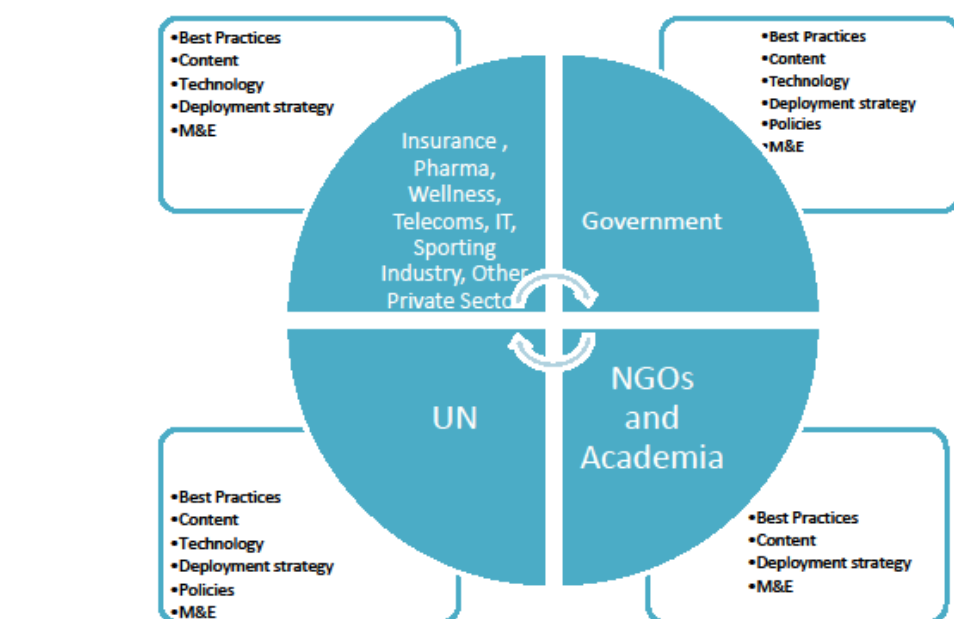 •Best Practices
•Content
•Technology
•Deployment strategy
•M&E
•Best Practices
•Content
•Technology
•Deployment strategy
•Policies
•M&E
Insurance ,
Pharma,
Wellness,
Telecoms, IT,
Sporting
Industry, Other
Private Sector
Government
UN
NGOs
and
Academia
•Best Practices
•Content
•Technology
•Deployment strategy
•Policies
•M&E
•Best Practices
•Content
•Deployment strategy
•M&E